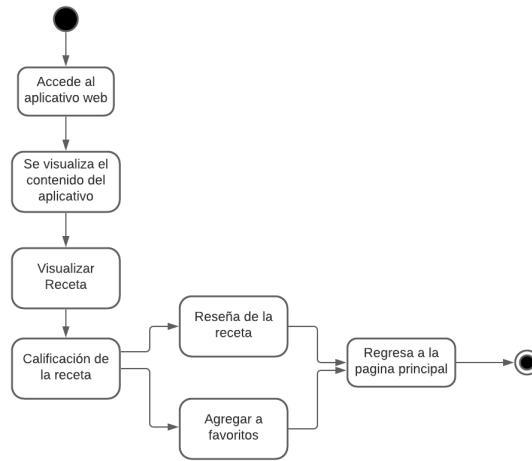 Accede al
aplicativo web
Se visualiza el
contenido del
aplicativo
Visualizar
Receta
Calificación de
la receta
Reseña de la
receta
Agregar a
favoritos
Regresa a la
pagina principal